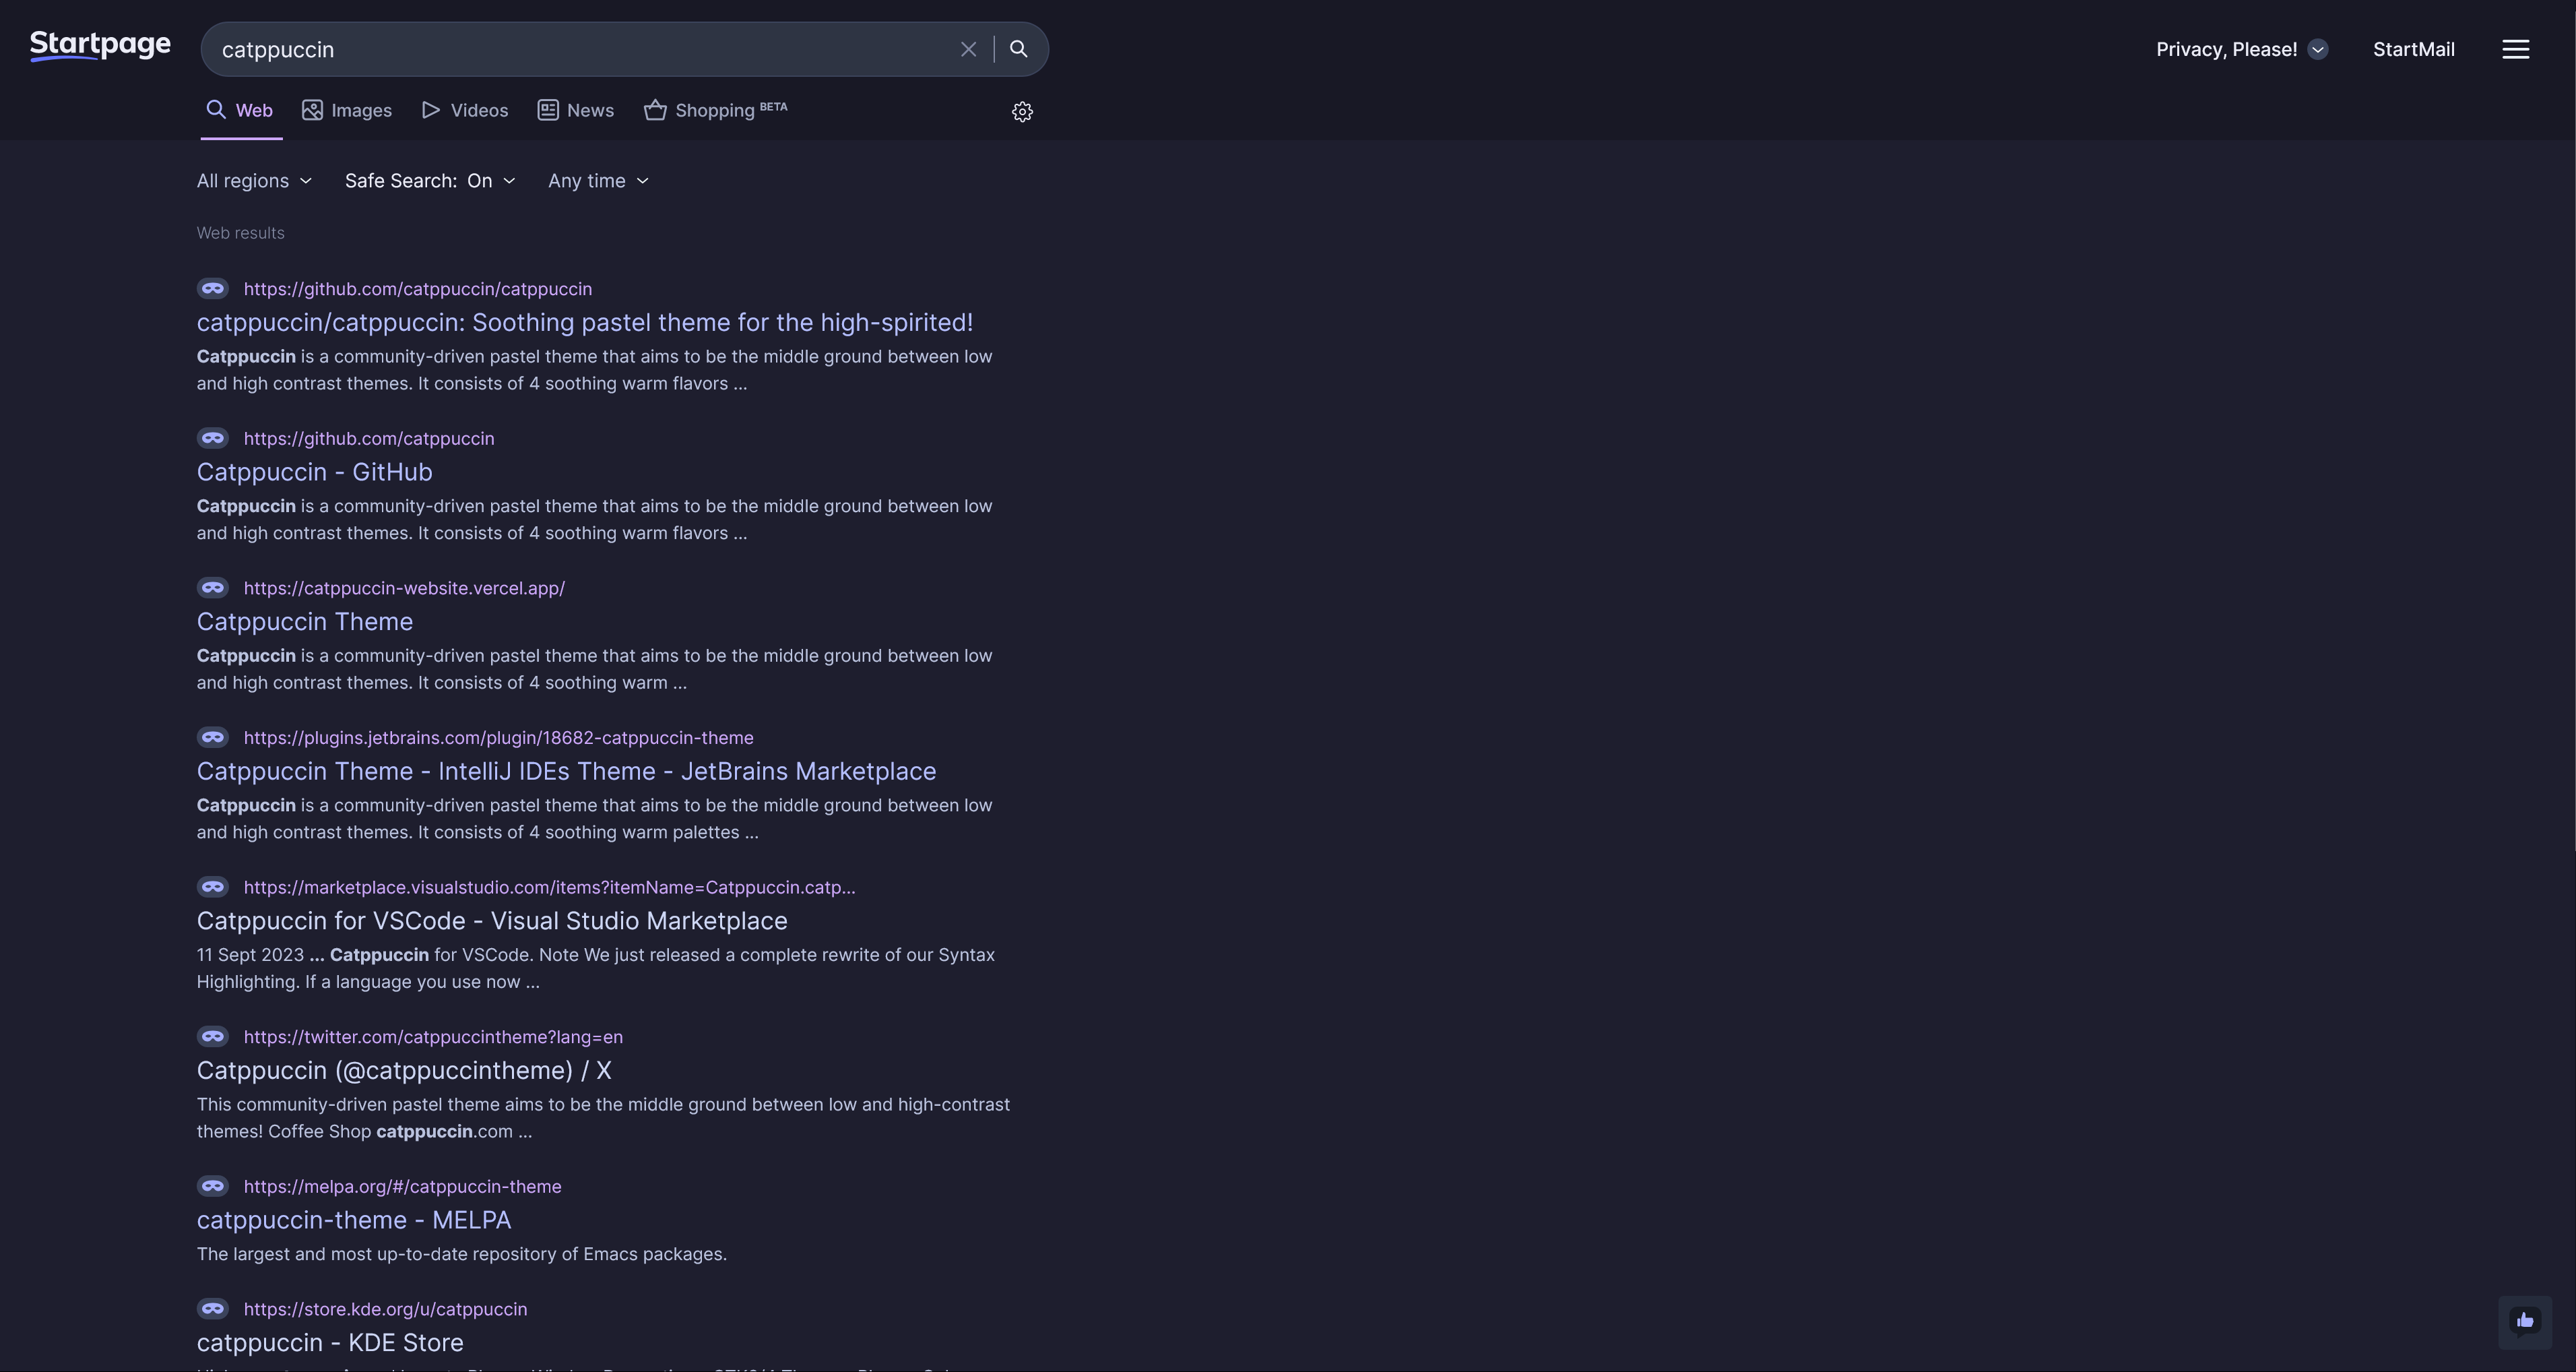 Startpage
catppuccin
Privacy, Please!
StartMail
Web
Images
Videos
News
Shopping BETA
All regions
Safe Search: On
Any time
Web results
https://github.com/catppuccin/catppuccin
catppuccin/catppuccin: Soothing pastel theme for the high-spirited!
Catppuccin is a community-driven pastel theme that aims to be the middle ground between low
and high contrast themes. It consists of 4 soothing warm flavors ...
https://github.com/catppuccin
Catppuccin - GitHub
Catppuccin is a community-driven pastel theme that aims to be the middle ground between low
and high contrast themes. It consists of 4 soothing warm flavors ...
https://catppuccin-website.vercel.app/
Catppuccin Theme
Catppuccin is a community-driven pastel theme that aims to be the middle ground between low
and high contrast themes. It consists of 4 soothing warm ...
https://plugins.jetbrains.com/plugin/18682-catppuccin-theme
Catppuccin Theme - IntelliJ IDEs Theme - JetBrains Marketplace
Catppuccin is a community-driven pastel theme that aims to be the middle ground between low
and high contrast themes. It consists of 4 soothing warm palettes ...
https://marketplace.visualstudio.com/items?itemName=Catppuccin.catp...
Catppuccin for VSCode - Visual Studio Marketplace
11 Sept 2023 ... Catppuccin for VSCode. Note We just released a complete rewrite of our Syntax
Highlighting. If a language you use now ...
https://twitter.com/catppuccintheme?lang=en
Catppuccin (@catppuccintheme) / X
This community-driven pastel theme aims to be the middle ground between low and high-contrast
themes! Coffee Shop catppuccin.com ...
https://melpa.org/#/catppuccin-theme
catppuccin-theme - MELPA
The largest and most up-to-date repository of Emacs packages.
https://store.kde.org/u/catppuccin
catppuccin - KDE Store